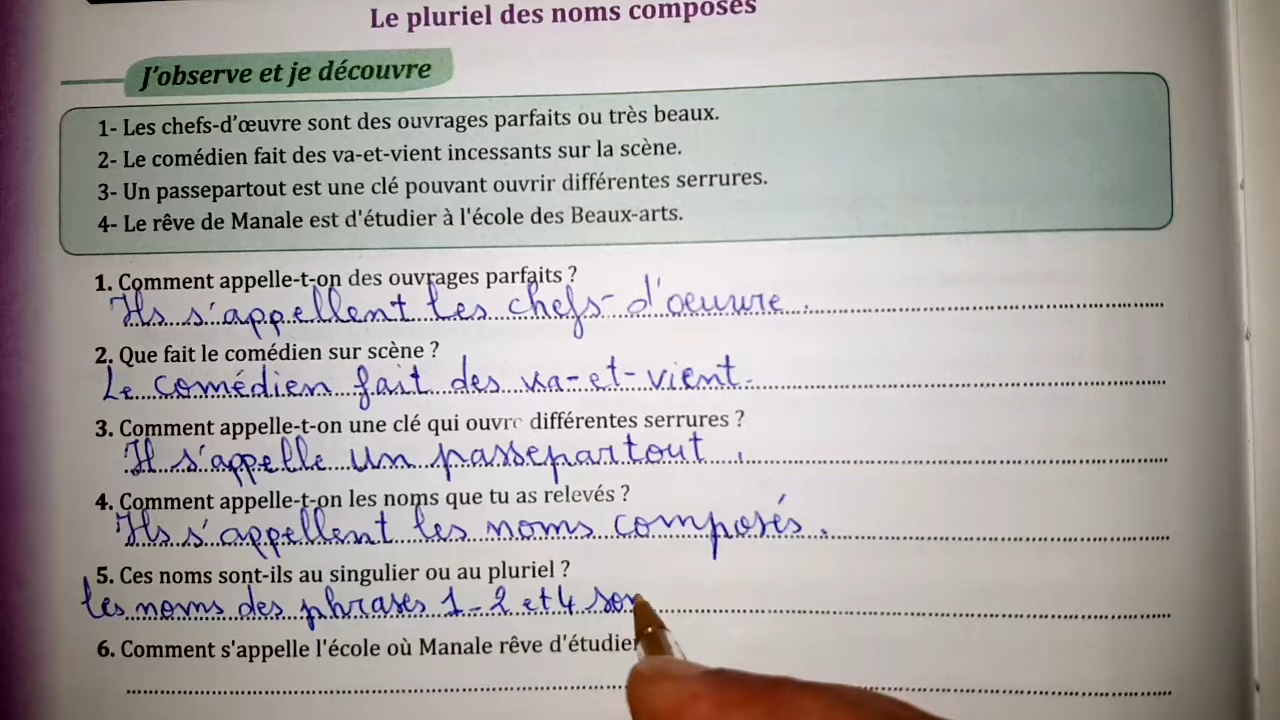 Le pluriel des noms composés
J'observe et je découvre
1- Les chefs-d'œuvre sont des ouvrages parfaits ou très beaux.
2- Le comédien fait des va-et-vient incessants sur la scène.
3- Un passepartout est une clé pouvant ouvrir différentes serrures.
4- Le rêve de Manale est d'étudier à l'école des Beaux-arts.
1. Comment appelle-t-on des ouvrages parfaits ?
Ils s'appellent les chefs-d'oeuvre.
2. Que fait le comédien sur scène ?
Le comédien fait des va-et-vient.
3. Comment appelle-t-on une clé qui ouvre différentes serrures ?
Il s'appelle un passepartout.
4. Comment appelle-t-on les noms que tu as relevés ?
Ils s'appellent les noms composés.
5. Ces noms sont-ils au singulier ou au pluriel ?
les noms des phrases 1-2 et 4 son
6. Comment s'appelle l'école où Manale rêve d'étudier